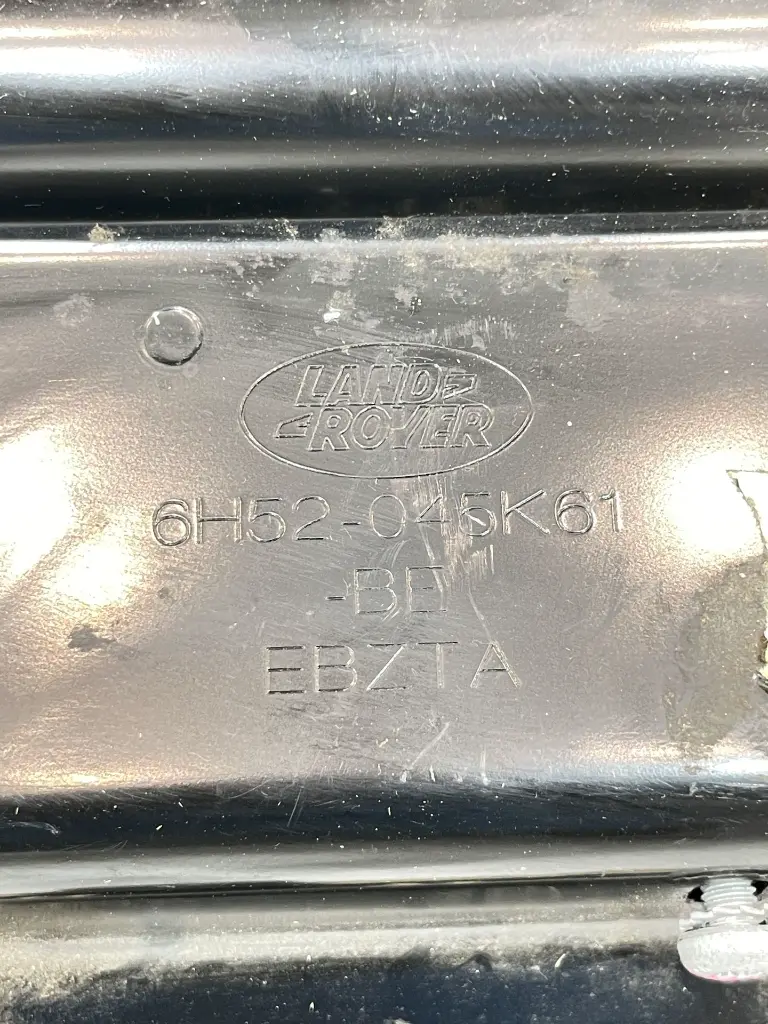 LAND
ROVER
6H52-045K61
-BE
EBZTA